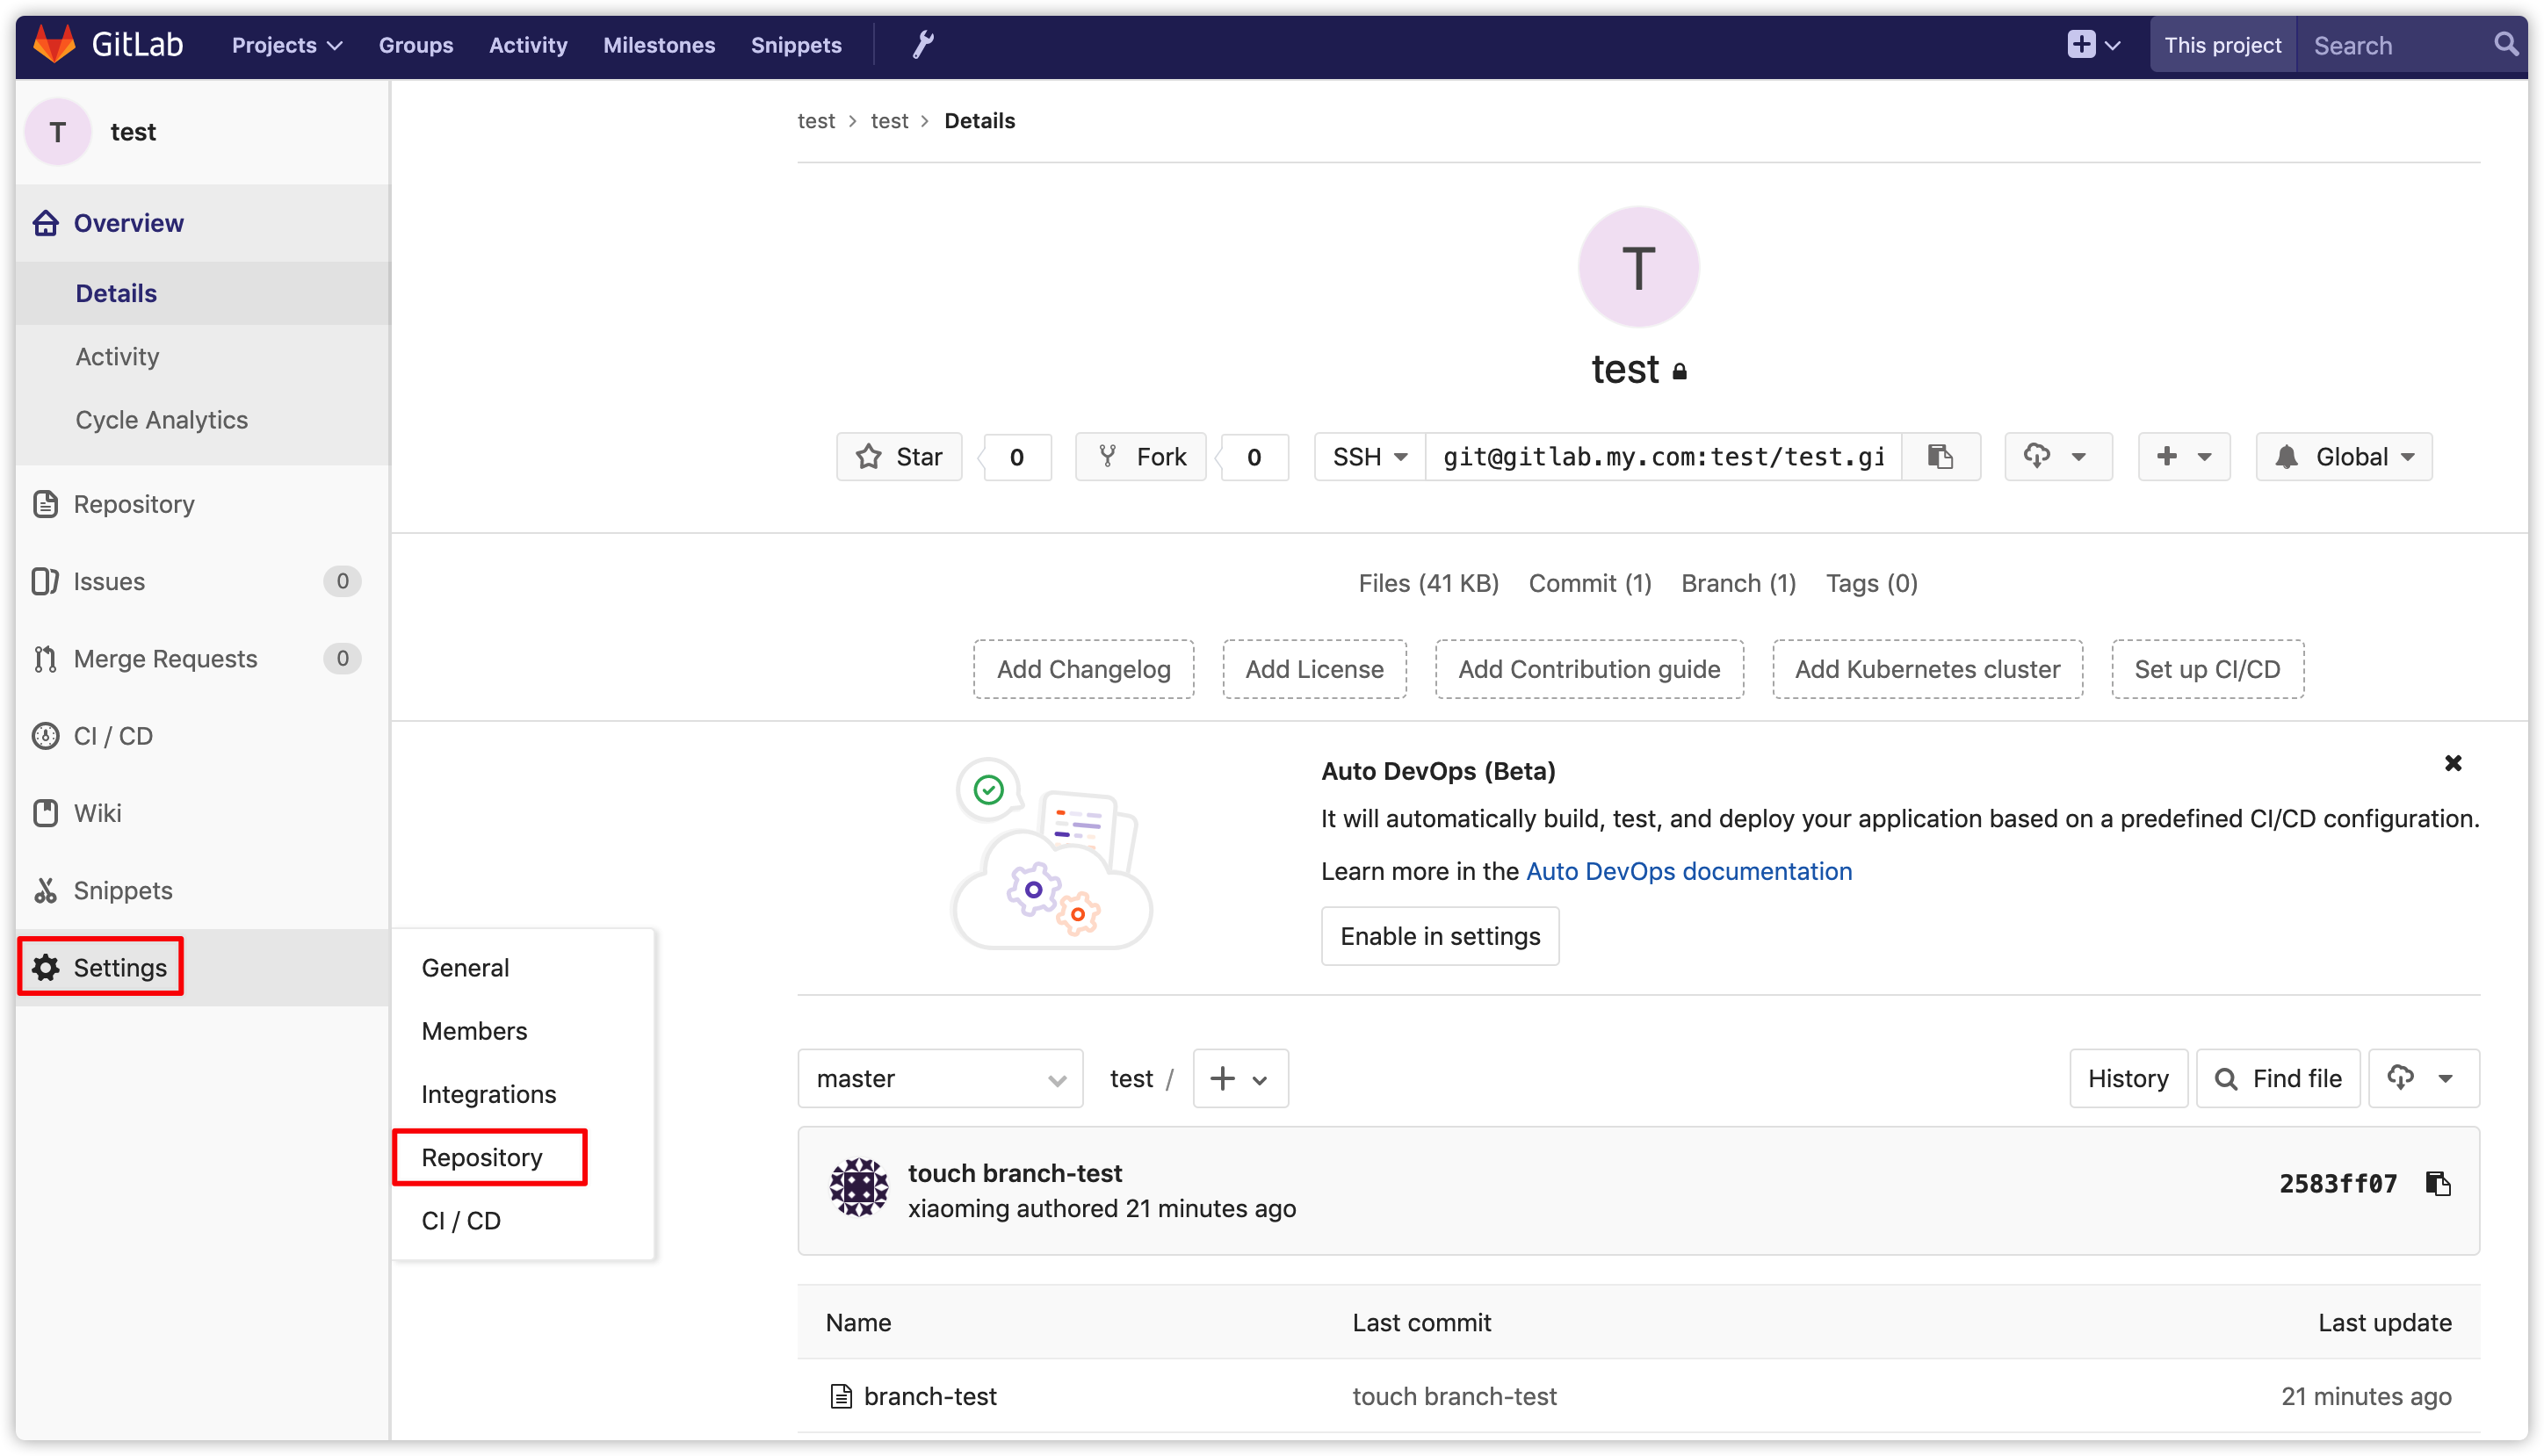 GitLab Projects Groups Activity Milestones Snippets This project Search
T test
Overview
Details
Activity
Cycle Analytics
Repository
Issues 0
Merge Requests 0
CI / CD
Wiki
Snippets
Settings
General
Members
Integrations
Repository
CI / CD
test > test > Details
T
test
Star 0 Fork 0 SSH git@gitlab.my.com:test/test.gi Global
Files (41 KB) Commit (1) Branch (1) Tags (0)
Add Changelog Add License Add Contribution guide Add Kubernetes cluster Set up CI/CD
Auto DevOps (Beta)
It will automatically build, test, and deploy your application based on a predefined CI/CD configuration.
Learn more in the Auto DevOps documentation
Enable in settings
master test / History Find file
touch branch-test
xiaoming authored 21 minutes ago
2583ff07
Name Last commit Last update
branch-test touch branch-test 21 minutes ago